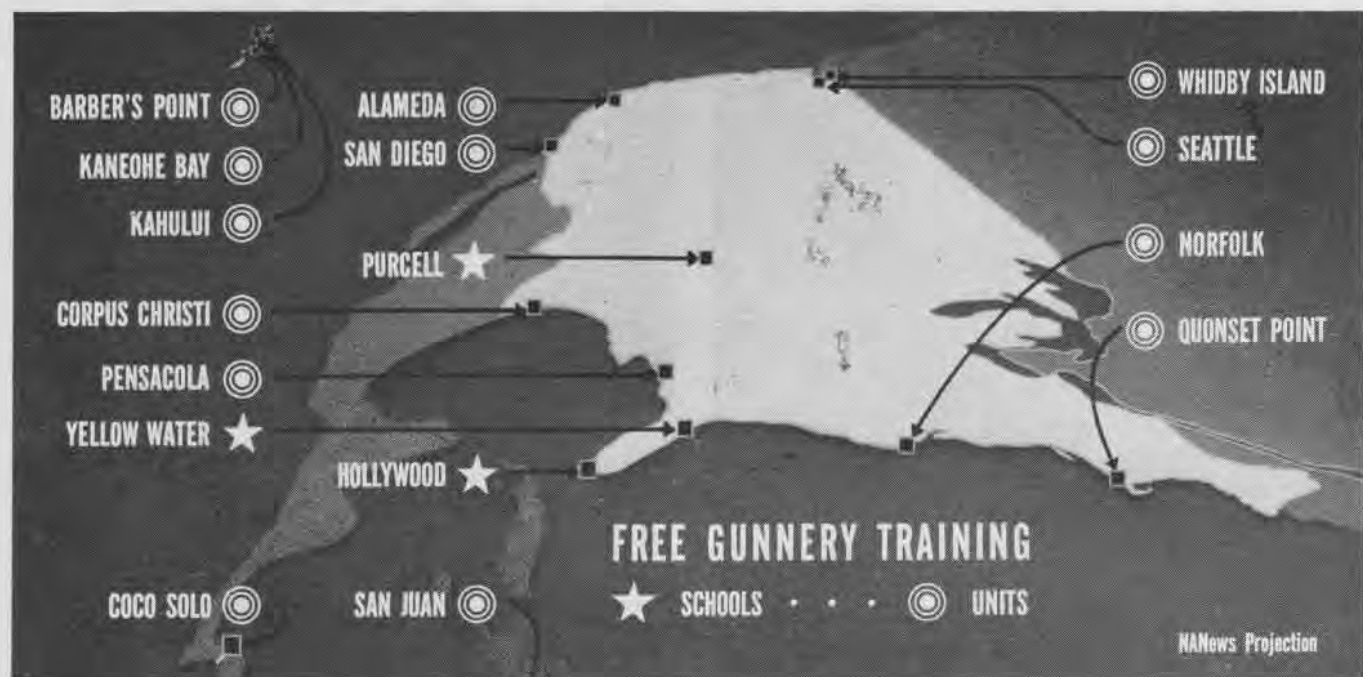 BARBER'S POINT
KANEOHE BAY
KAHULUI
ALAMEDA
SAN DIEGO
WHIDBY ISLAND
SEATTLE
PURCELL
NORFOLK
CORPUS CHRISTI
QUONSET POINT
PENSACOLA
YELLOW WATER
HOLLYWOOD
FREE GUNNERY TRAINING
COCO SOLO
SAN JUAN
SCHOOLS . . . UNITS
NANews Projection